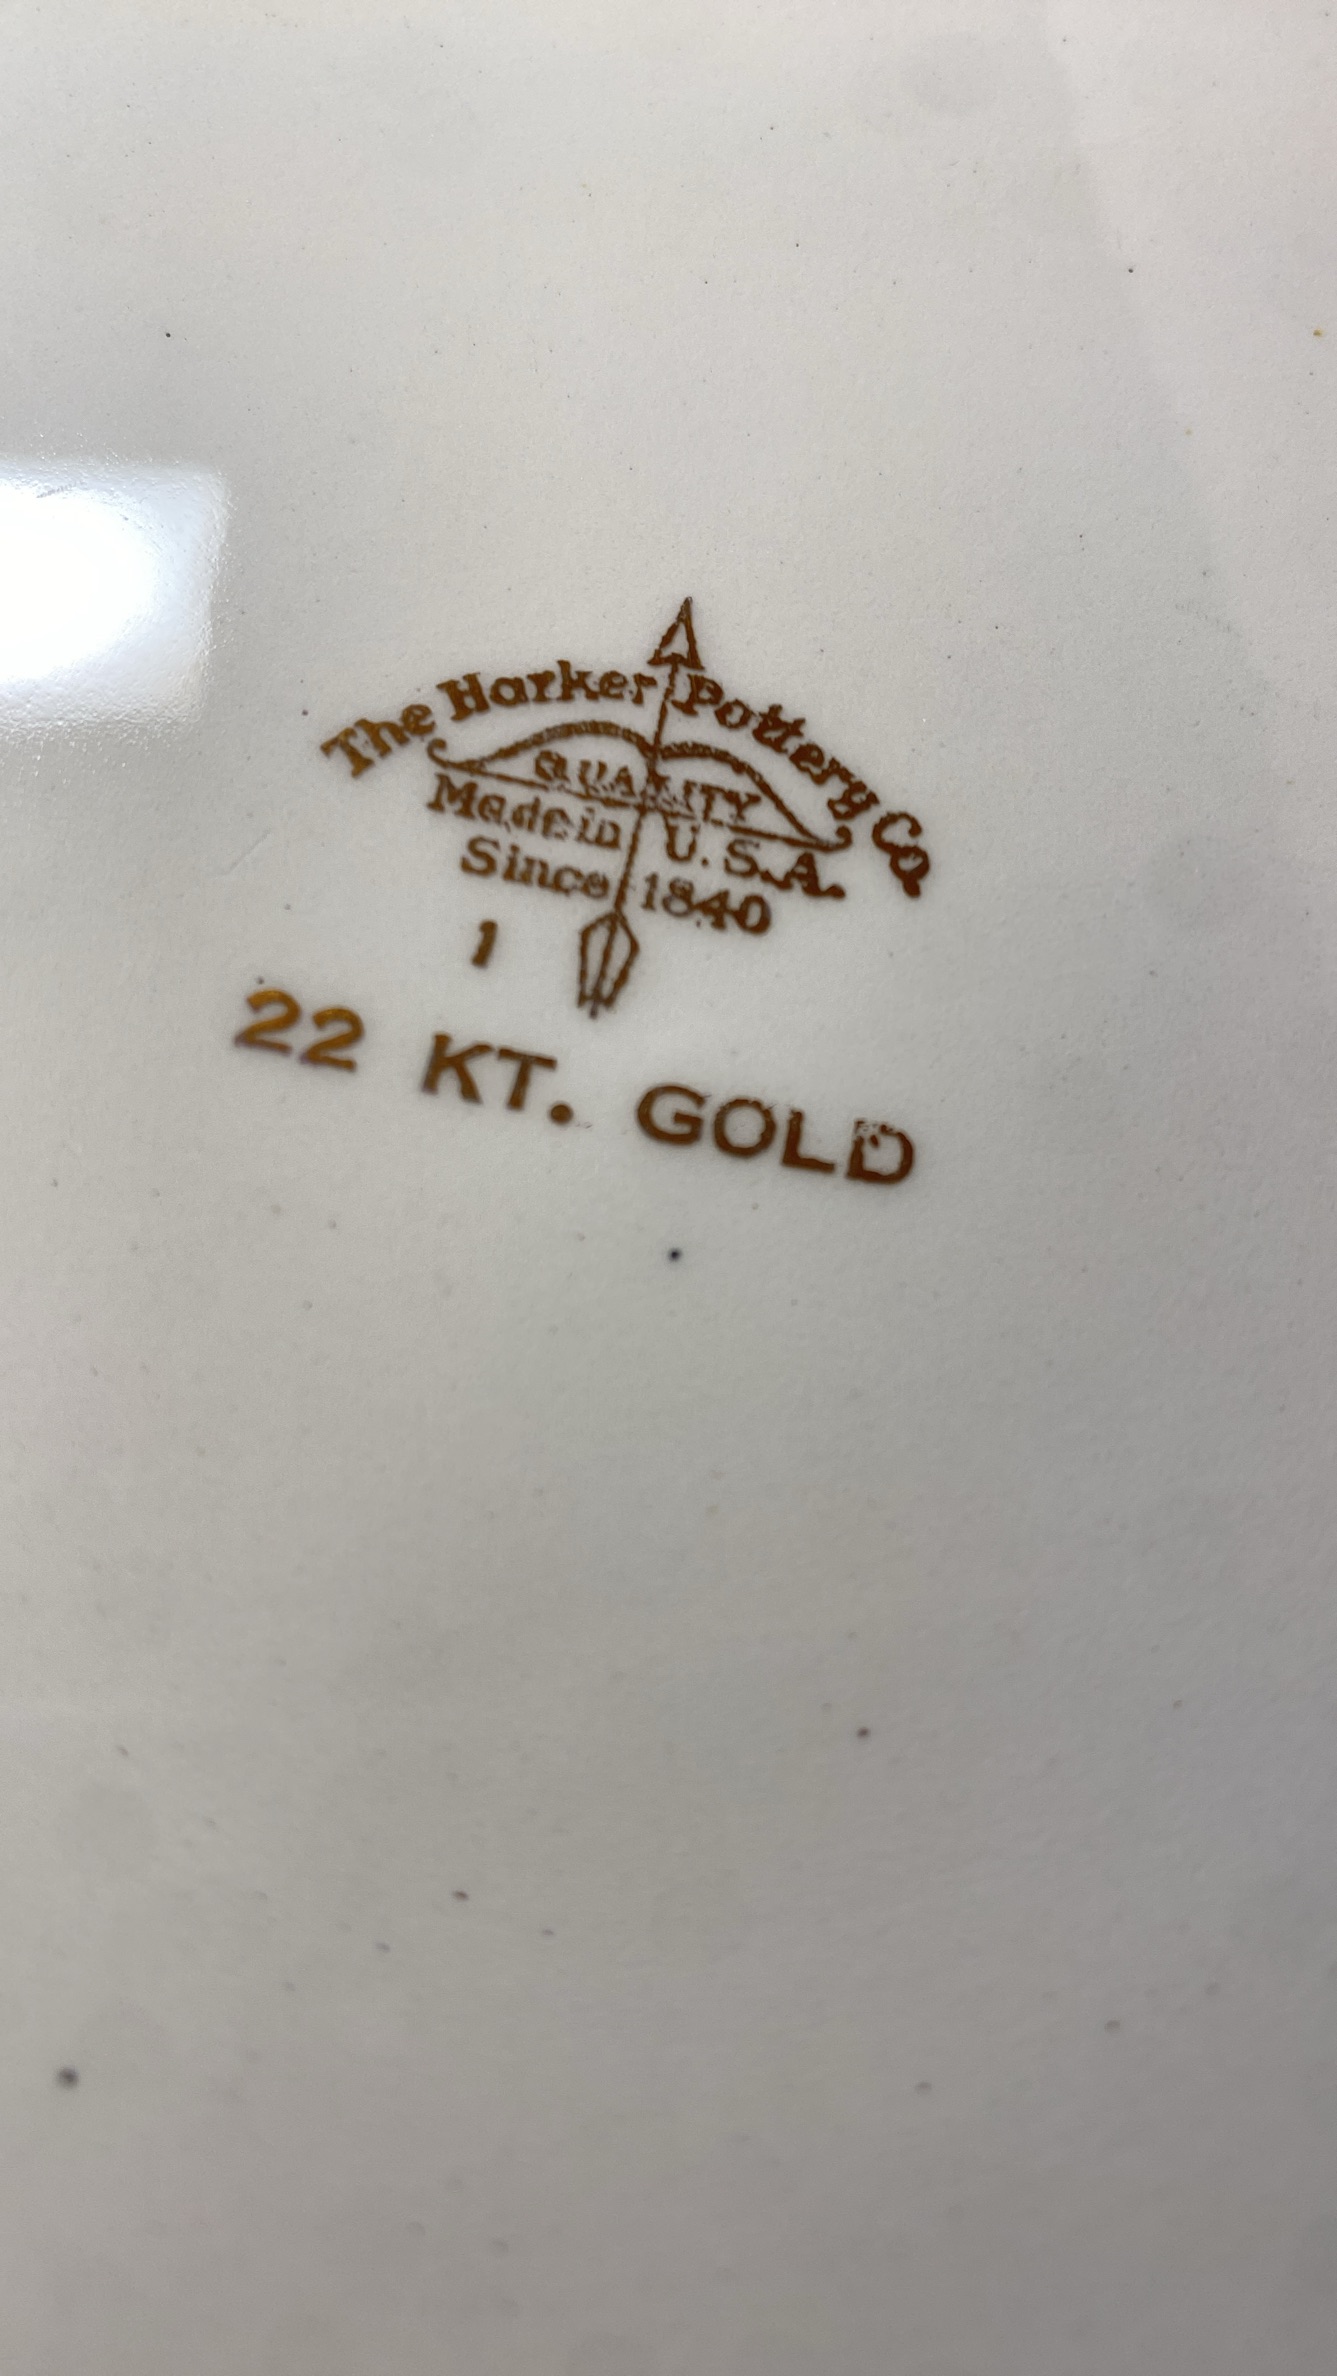 The Harker Pottery Co.
QUALITY
Made in U.S.A.
Since 1840
1
22 KT. GOLD